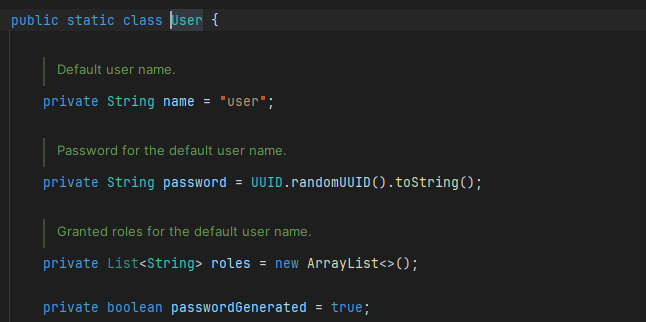 public static class User {
Default user name.
private String name = "user";
Password for the default user name.
private String password = UUID.randomUUID().toString();
Granted roles for the default user name.
private List<String> roles = new ArrayList<>();
private boolean passwordGenerated = true;